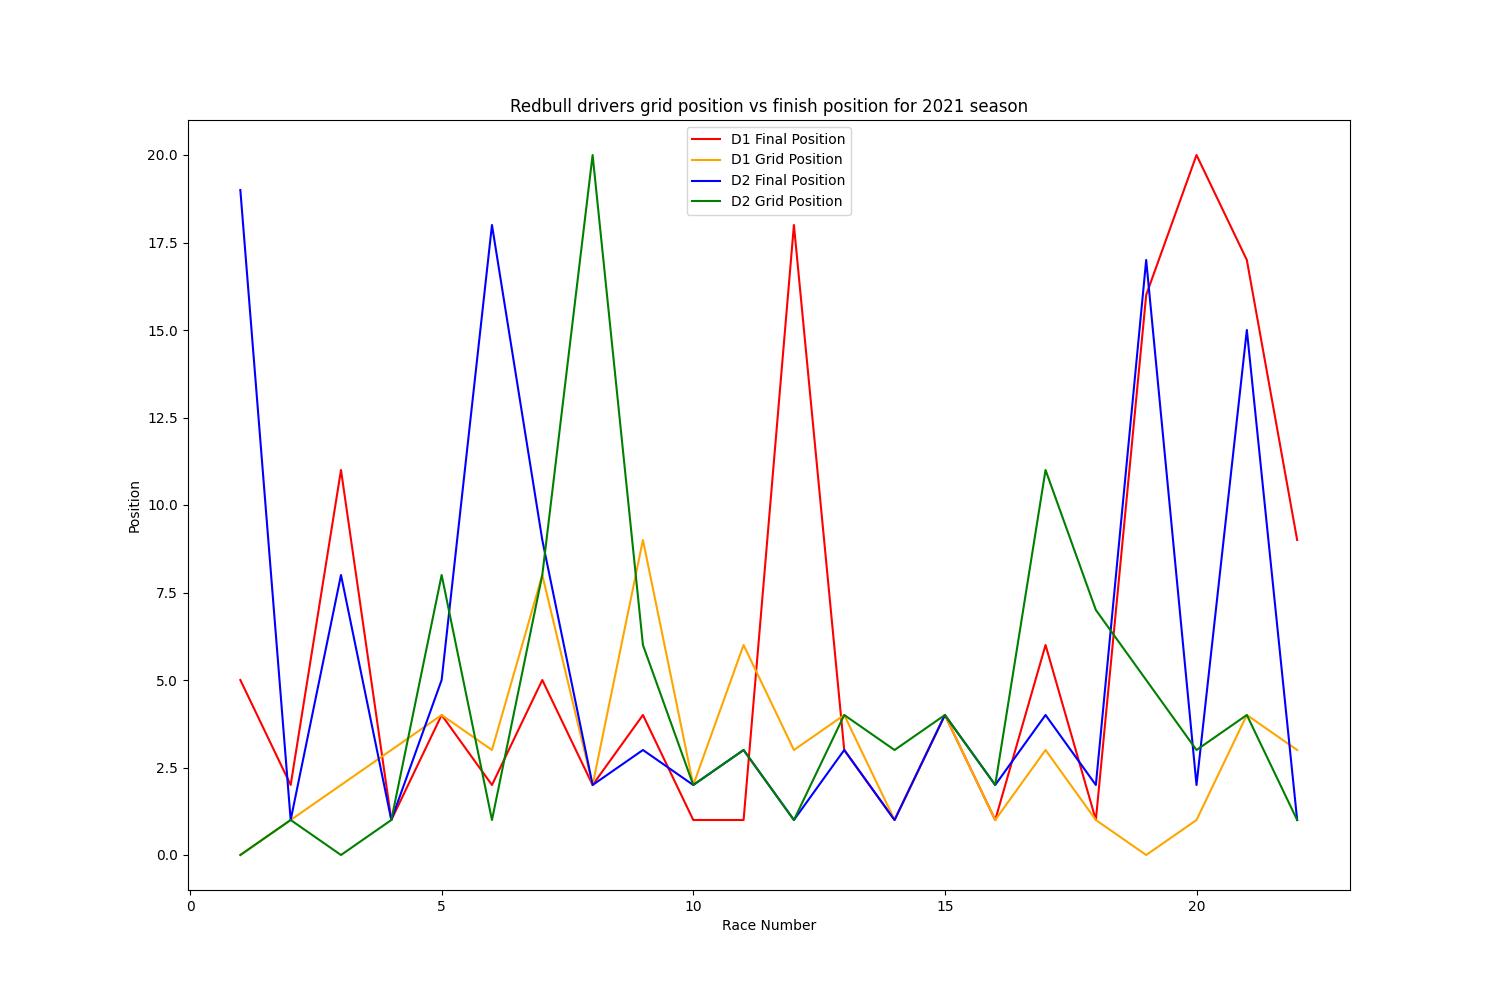 Redbull drivers grid position vs finish position for 2021 season
D1 Final Position
D1 Grid Position
D2 Final Position
D2 Grid Position
20.0
17.5
15.0
12.5
10.0
7.5
5.0
2.5
0.0
Position
0 5 10 15 20
Race Number